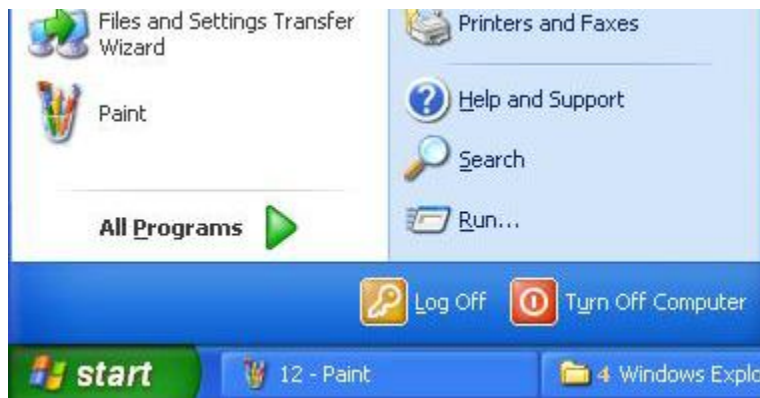 Files and Settings Transfer
Wizard
Paint
All Programs
Printers and Faxes
Help and Support
Search
Run...
Log Off
Turn Off Computer
start
12 - Paint
4 Windows Explo